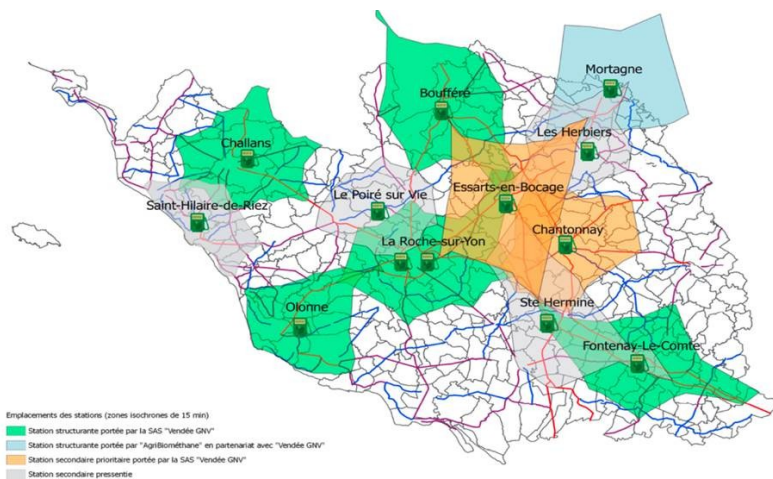 Mortagne
Boufféré
Les Herbiers
Challans
Essarts-en-Bocage
Le Poiré sur Vie
Saint-Hilaire-de-Riez
Chantonnay
La Roche-sur-Yon
Olonne
Ste Hermine
Fontenay-Le-Comte
Emplacements des stations (zones isochrones de 15 min)
Station structurante portée par la SAS "Vendée GNV"
Station structurante portée par "AgriBiométhane" en partenariat avec "Vendée GNV"
Station secondaire prioritaire portée par la SAS "Vendée GNV"
Station secondaire pressentie